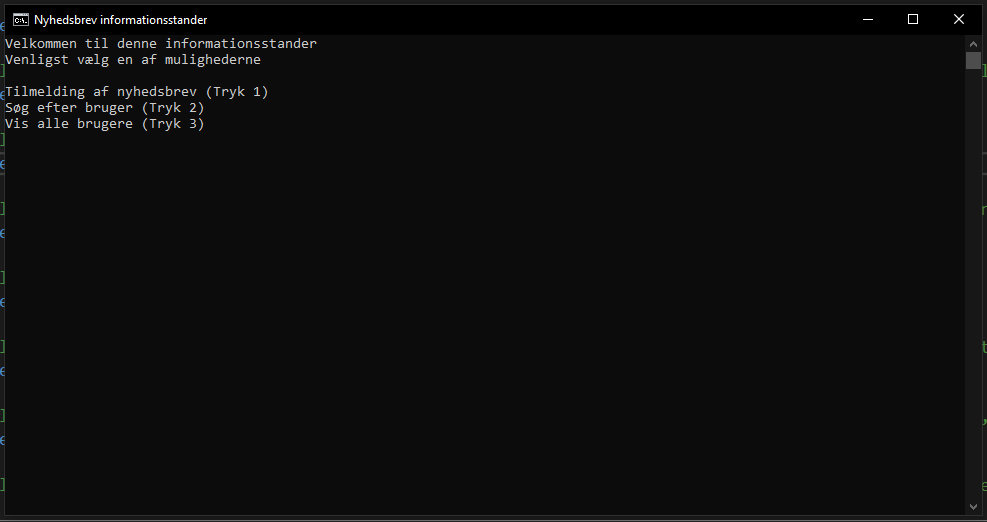 Nyhedsbrev informationsstander
Velkommen til denne informationsstander
Venligst vælg en af mulighederne
Tilmelding af nyhedsbrev (Tryk 1)
Søg efter bruger (Tryk 2)
Vis alle brugere (Tryk 3)